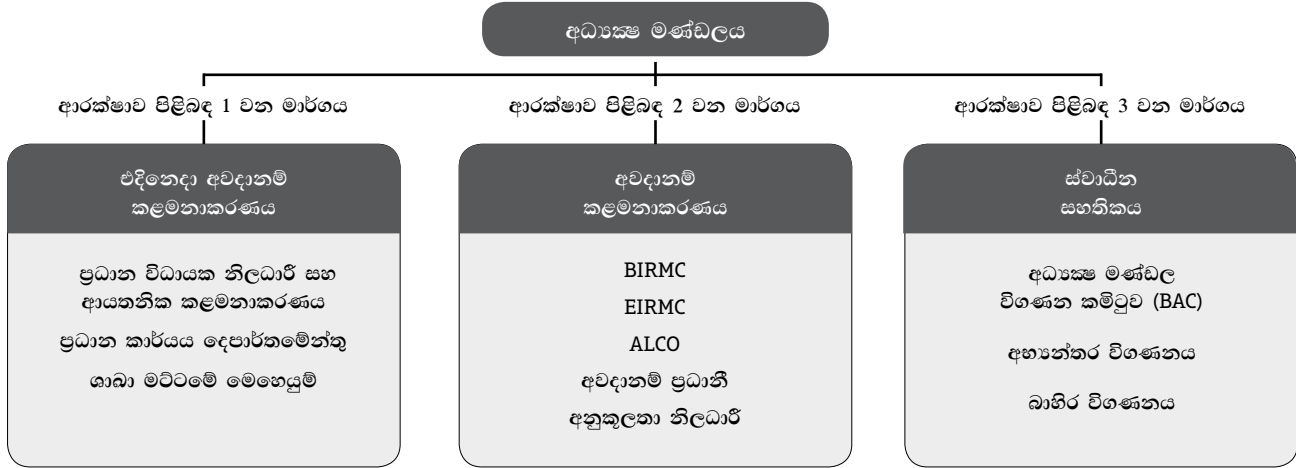 අධ්‍යක්ෂ මණ්ඩලය
ආරක්ෂාව පිළිබඳ 1 වන මාර්ගය
ආරක්ෂාව පිළිබඳ 2 වන මාර්ගය
ආරක්ෂාව පිළිබඳ 3 වන මාර්ගය
එදිනෙදා අවදානම්
කළමනාකරණය
ප්‍රධාන විධායක නිලධාරී සහ
ආයතනික කළමනාකරණය
ප්‍රධාන කාර්යය දෙපාර්තමේන්තු
ශාඛා මට්ටමේ මෙහෙයුම්
අවදානම්
කළමනාකරණය
BIRMC
EIRMC
ALCO
අවදානම් ප්‍රධානී
අනුකූලතා නිලධාරී
ස්වාධීන
සහතිකය
අධ්‍යක්ෂ මණ්ඩල
විගණන කමිටුව (BAC)
අභ්‍යන්තර විගණනය
බාහිර විගණනය